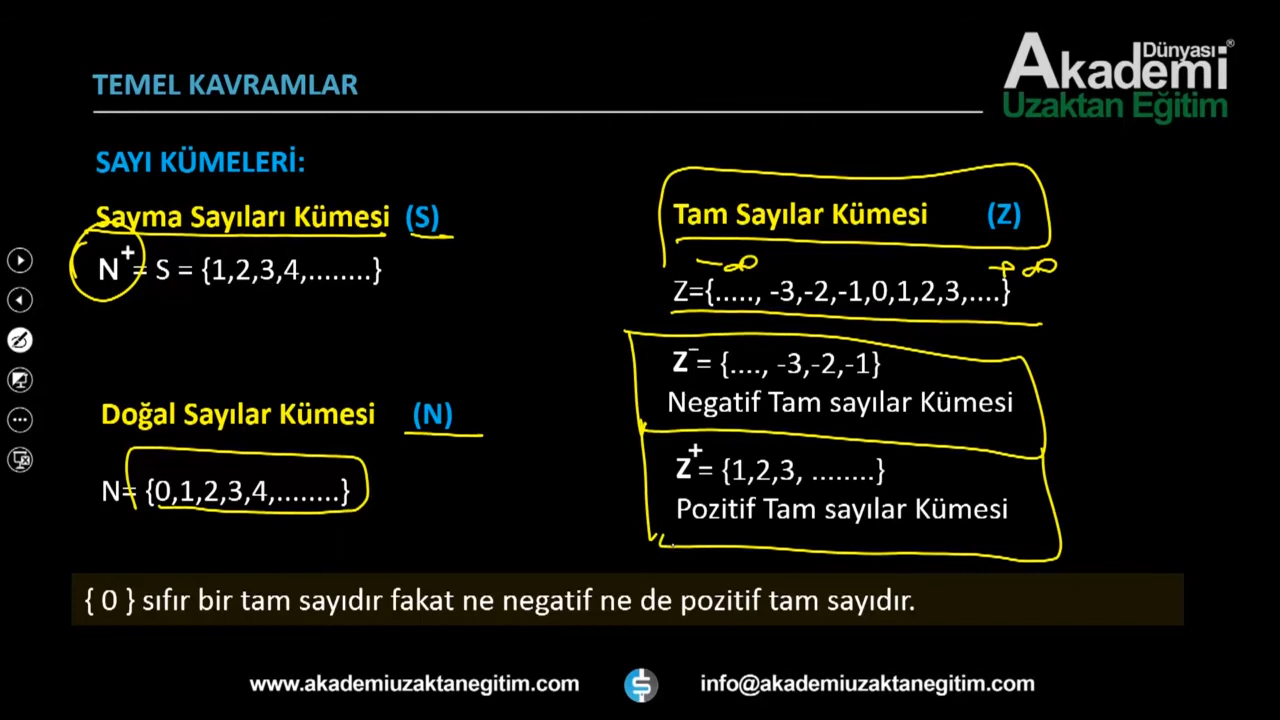 Dünyası
Akademi®
Uzaktan Eğitim
TEMEL KAVRAMLAR
SAYI KÜMELERİ:
Sayma Sayıları Kümesi (S)
N⁺= S = {1,2,3,4,........}
Doğal Sayılar Kümesi (N)
N= {0,1,2,3,4,........}
Tam Sayılar Kümesi (Z)
-∞ +∞
Z={....., -3,-2,-1,0,1,2,3,....}
Z⁻= {...., -3,-2,-1}
Negatif Tam sayılar Kümesi
Z⁺= {1,2,3, ........}
Pozitif Tam sayılar Kümesi
{ 0 } sıfır bir tam sayıdır fakat ne negatif ne de pozitif tam sayıdır.
www.akademiuzaktanegitim.com info@akademiuzaktanegitim.com